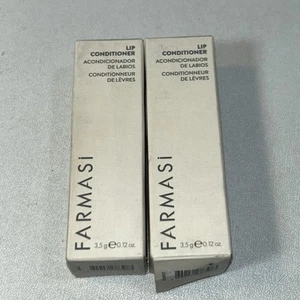 LIP
CONDITIONER
ACONDICIONADOR
DE LABIOS
CONDITIONNEUR
DE LÈVRES
FARMASi
3,5 g ℮ 0.12 oz.
LIP
CONDITIONER
ACONDICIONADOR
DE LABIOS
CONDITIONNEUR
DE LÈVRES
FARMASi
3,5 g ℮ 0.12 oz.